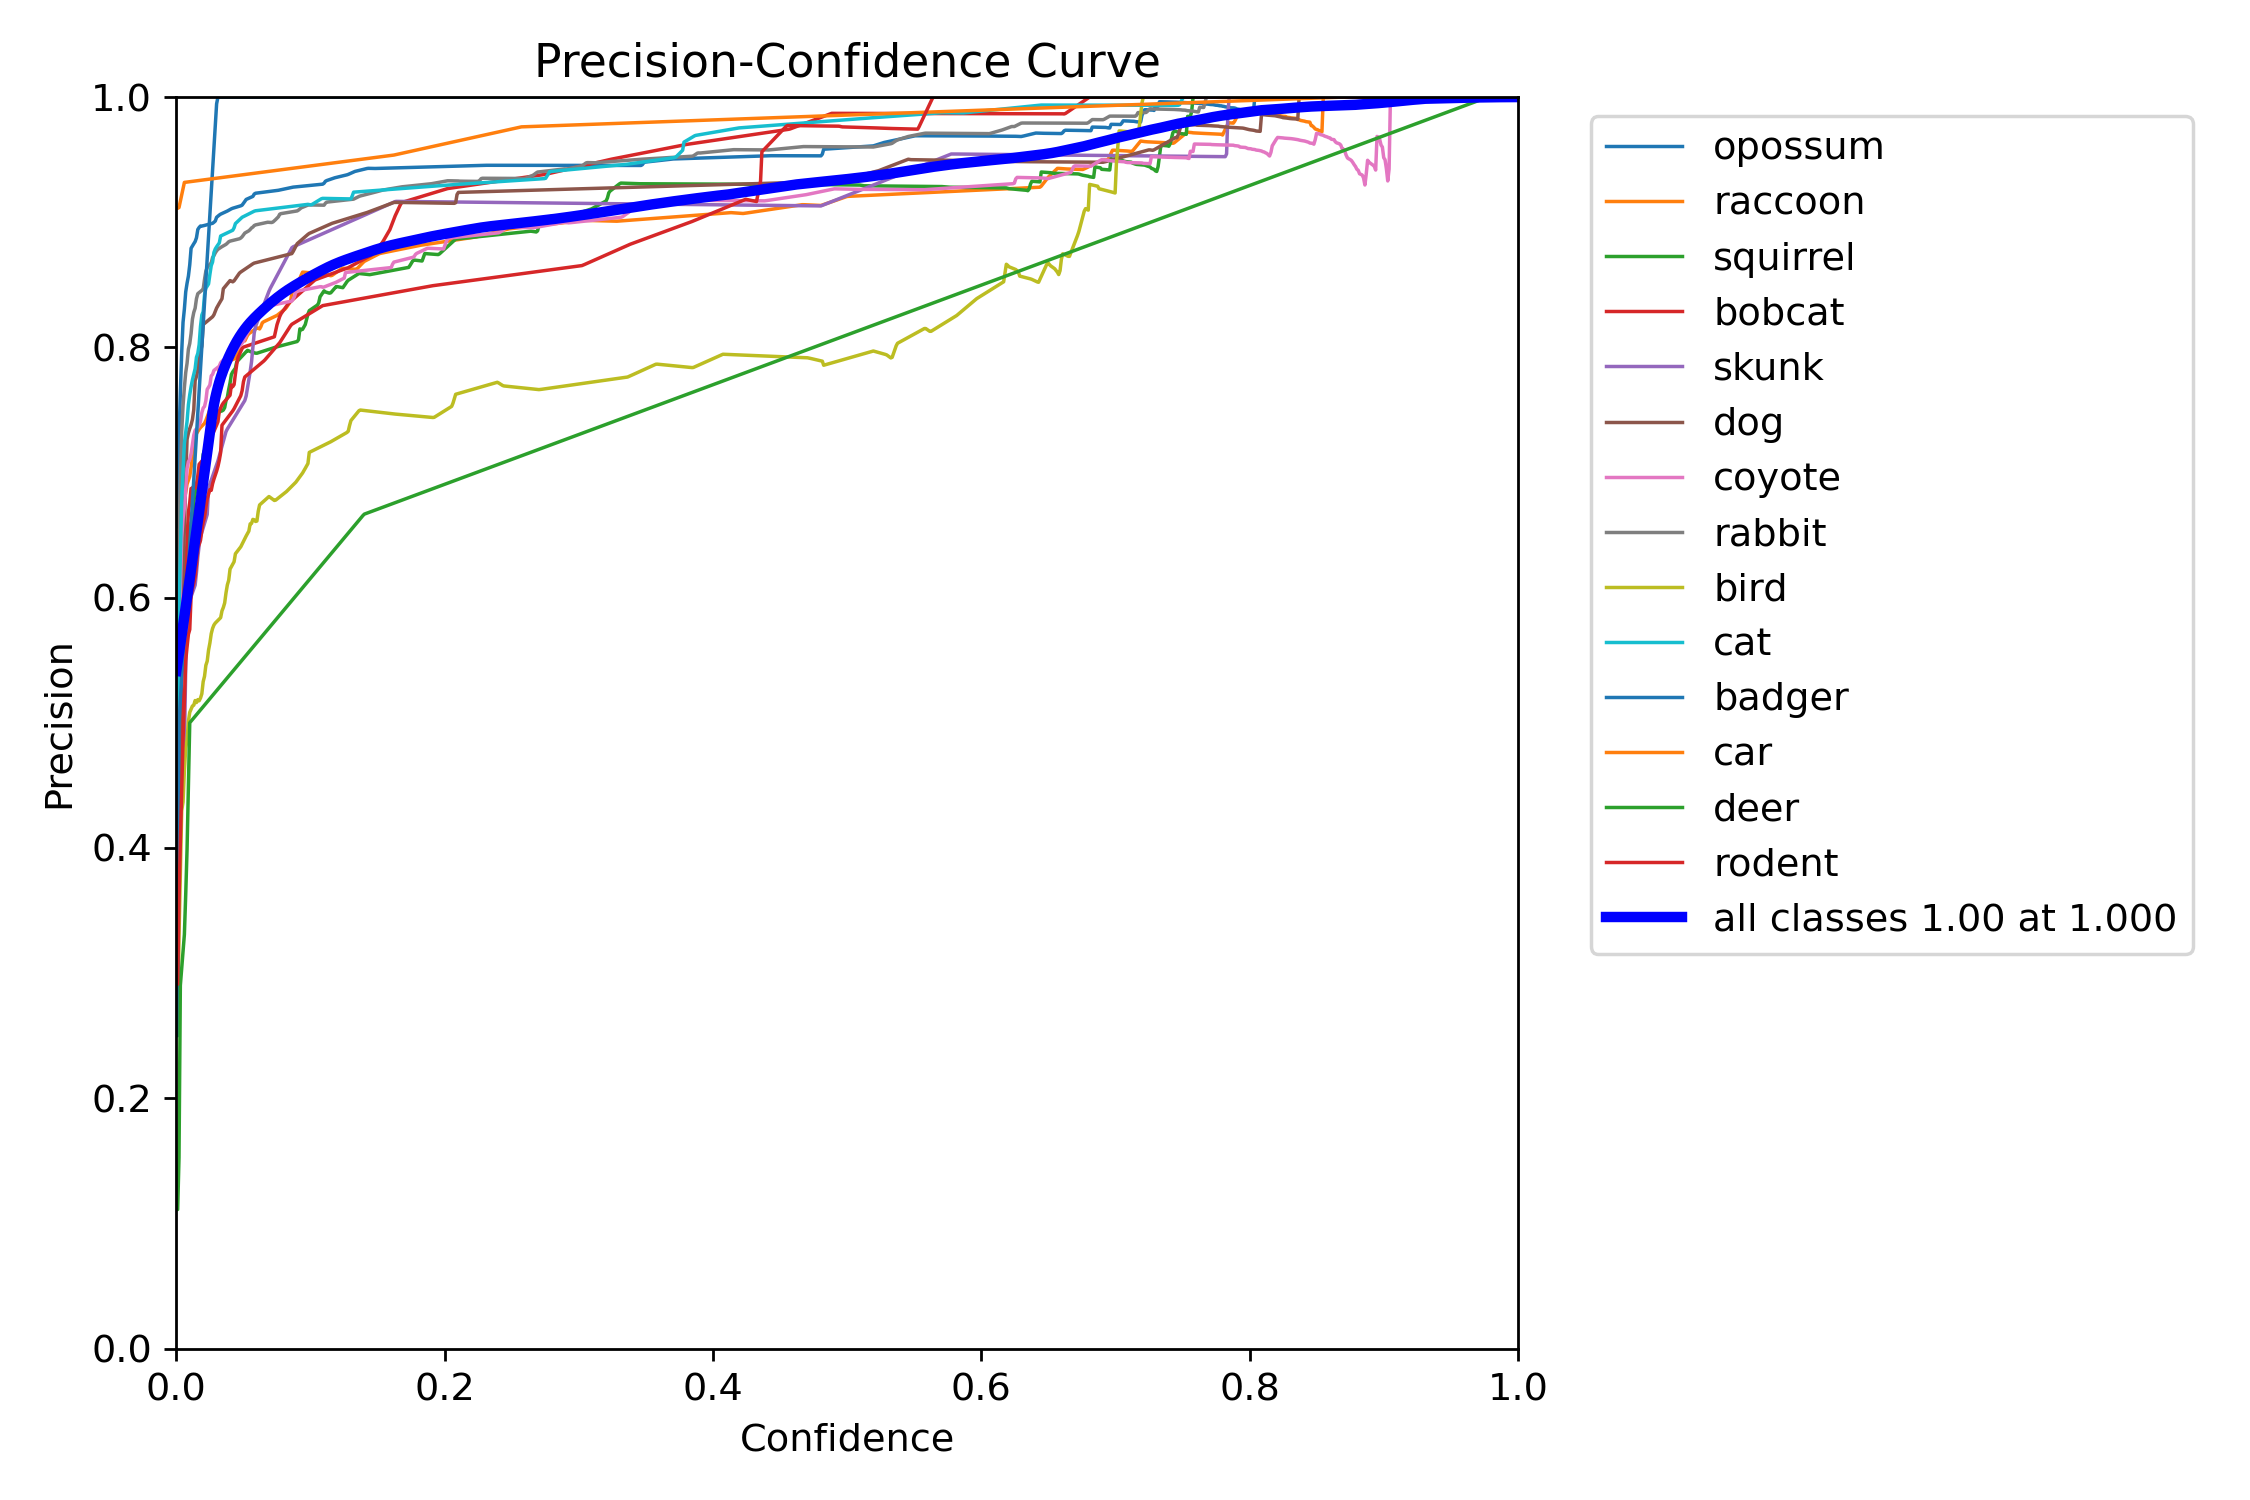 Precision-Confidence Curve
1.0
0.8
0.6
0.4
0.2
0.0
Precision
0.0 0.2 0.4 0.6 0.8 1.0
Confidence
opossum
raccoon
squirrel
bobcat
skunk
dog
coyote
rabbit
bird
cat
badger
car
deer
rodent
all classes 1.00 at 1.000